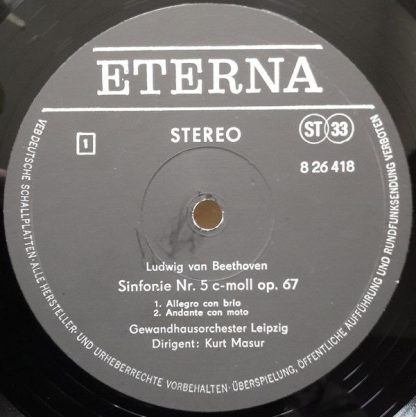 ETERNA
1
STEREO
ST 33
8 26 418
Ludwig van Beethoven
Sinfonie Nr. 5 c-moll op. 67
1. Allegro con brio
2. Andante con moto
Gewandhausorchester Leipzig
Dirigent: Kurt Masur
VEB DEUTSCHE SCHALLPLATTEN · ALLE HERSTELLER- UND URHEBERRECHTE VORBEHALTEN · ÜBERSPIELUNG, ÖFFENTLICHE AUFFÜHRUNG UND RUNDFUNKSENDUNG VERBOTEN